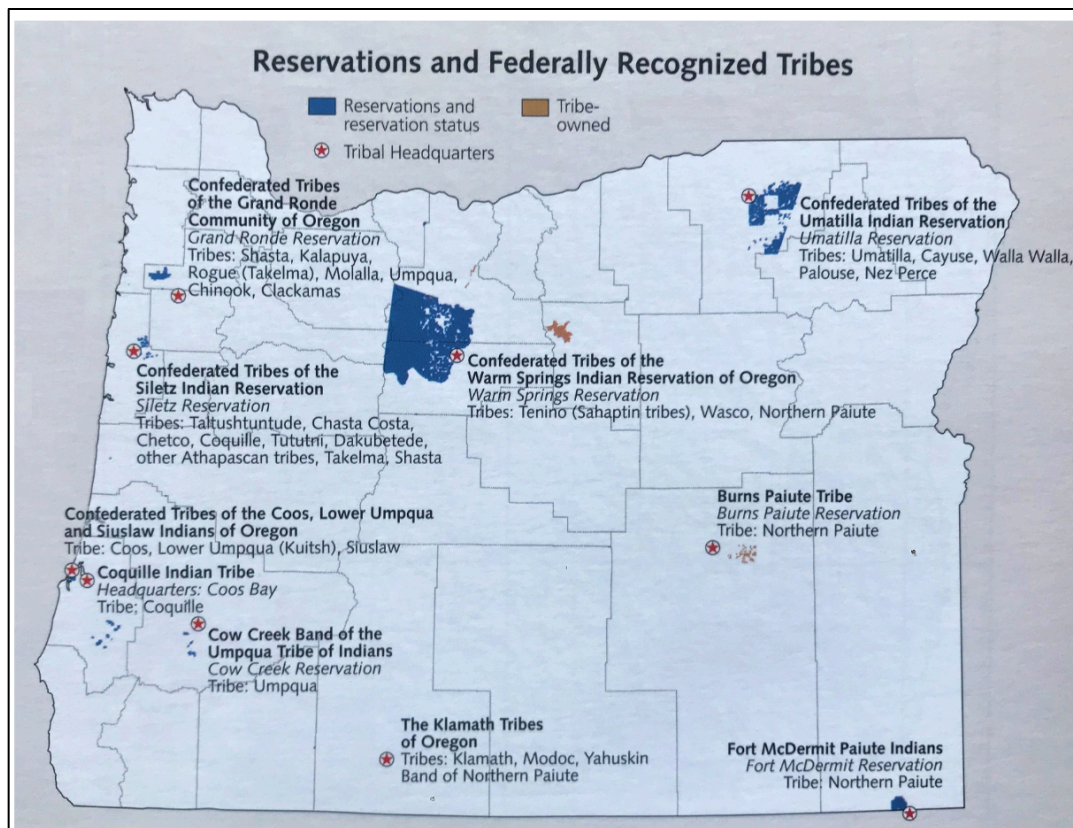 Reservations and Federally Recognized Tribes
Reservations and
reservation status
Tribe-
owned
Tribal Headquarters
Confederated Tribes
of the Grand Ronde
Community of Oregon
Grand Ronde Reservation
Tribes: Shasta, Kalapuya,
Rogue (Takelma), Molalla, Umpqua,
Chinook, Clackamas
Confederated Tribes of the
Umatilla Indian Reservation
Umatilla Reservation
Tribes: Umatilla, Cayuse, Walla Walla,
Palouse, Nez Perce
Confederated Tribes of the
Siletz Indian Reservation
Siletz Reservation
Tribes: Taltushtuntude, Chasta Costa,
Chetco, Coquille, Tututni, Dakubetede,
other Athapascan tribes, Takelma, Shasta
Confederated Tribes of the
Warm Springs Indian Reservation of Oregon
Warm Springs Reservation
Tribes: Tenino (Sahaptin tribes), Wasco, Northern Paiute
Confederated Tribes of the Coos, Lower Umpqua
and Siuslaw Indians of Oregon
Tribe: Coos, Lower Umpqua (Kuitsh), Siuslaw
Burns Paiute Tribe
Burns Paiute Reservation
Tribe: Northern Paiute
Coquille Indian Tribe
Headquarters: Coos Bay
Tribe: Coquille
Cow Creek Band of the
Umpqua Tribe of Indians
Cow Creek Reservation
Tribe: Umpqua
The Klamath Tribes
of Oregon
Tribes: Klamath, Modoc, Yahuskin
Band of Northern Paiute
Fort McDermit Paiute Indians
Fort McDermit Reservation
Tribe: Northern Paiute